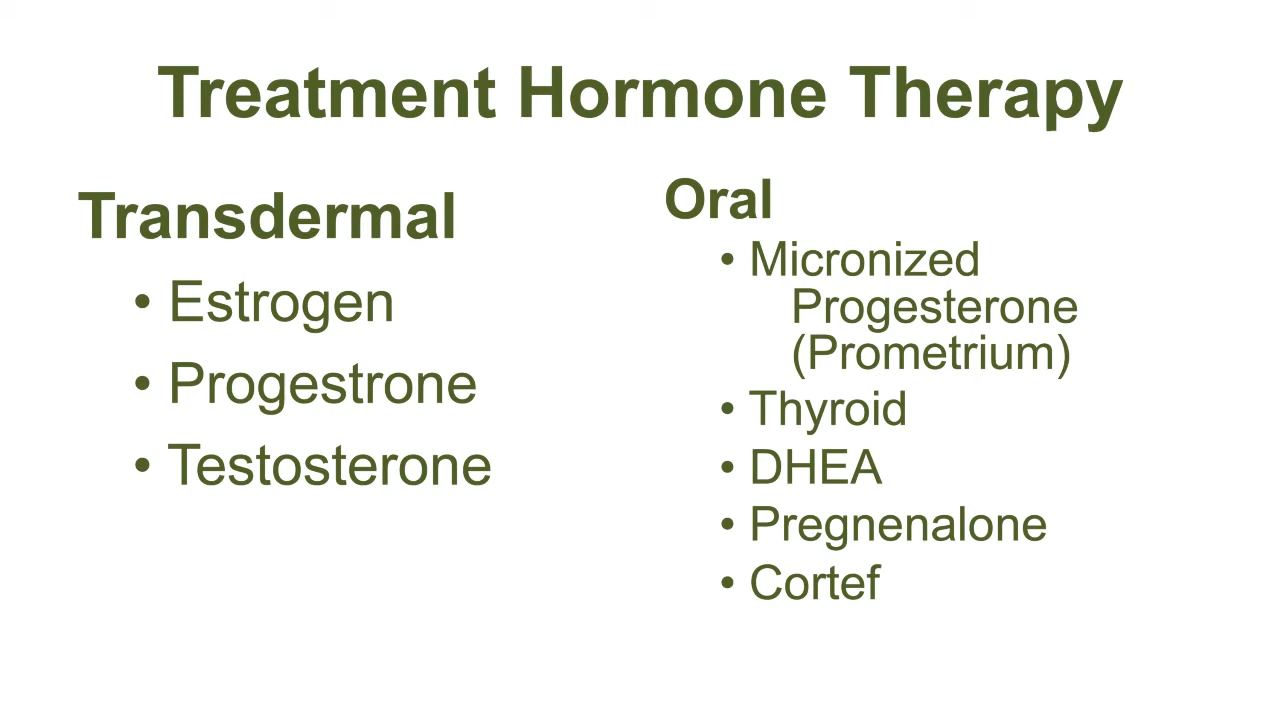 Treatment Hormone Therapy
Transdermal
• Estrogen
• Progestrone
• Testosterone
Oral
• Micronized
Progesterone
(Prometrium)
• Thyroid
• DHEA
• Pregnenalone
• Cortef